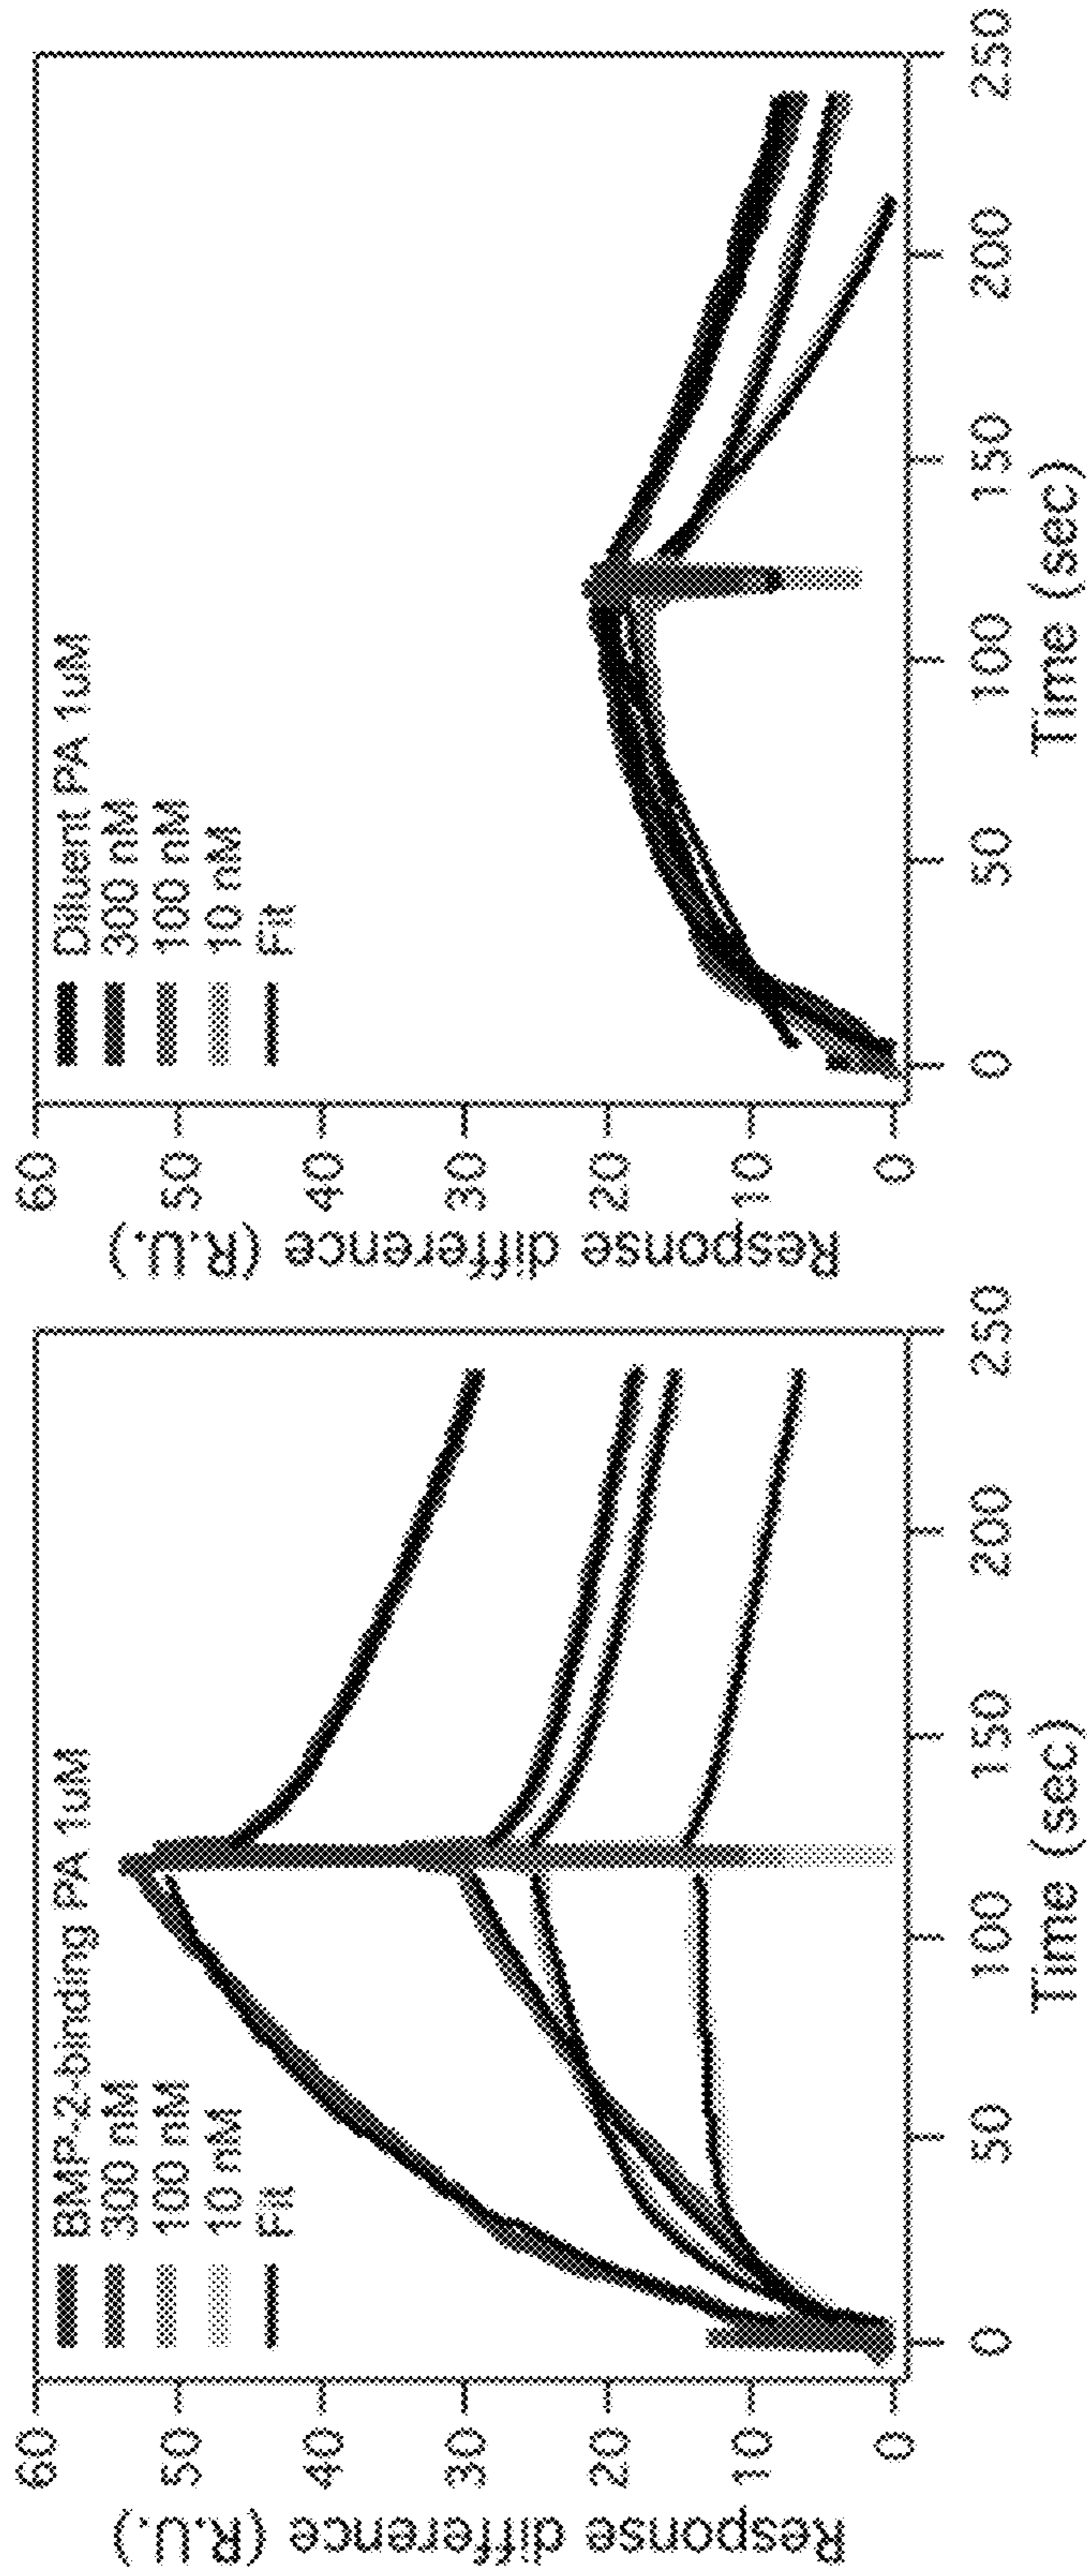 BMP-2-binding PA 1uM
300 nM
100 nM
10 nM
Fit
Response difference (R.U.)
60
50
40
30
20
10
0
0
50
100
150
200
250
Time (sec)
Diluent PA 1uM
300 nM
100 nM
10 nM
Fit
Response difference (R.U.)
60
50
40
30
20
10
0
0
50
100
150
200
250
Time (sec)